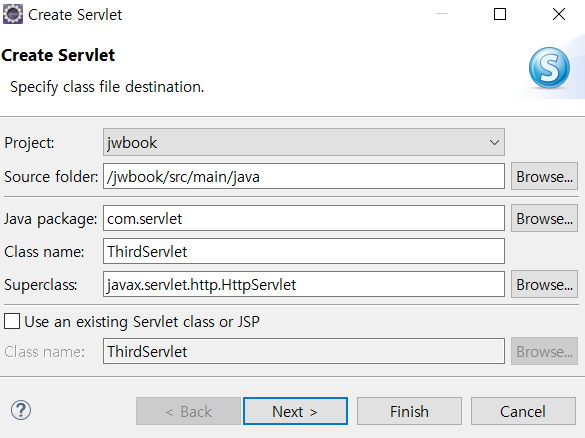 Create Servlet
Create Servlet
Specify class file destination.
S
Project: jwbook
Source folder: /jwbook/src/main/java Browse...
Java package: com.servlet Browse...
Class name: ThirdServlet
Superclass: javax.servlet.http.HttpServlet Browse...
Use an existing Servlet class or JSP
Class name: ThirdServlet Browse...
? < Back Next > Finish Cancel